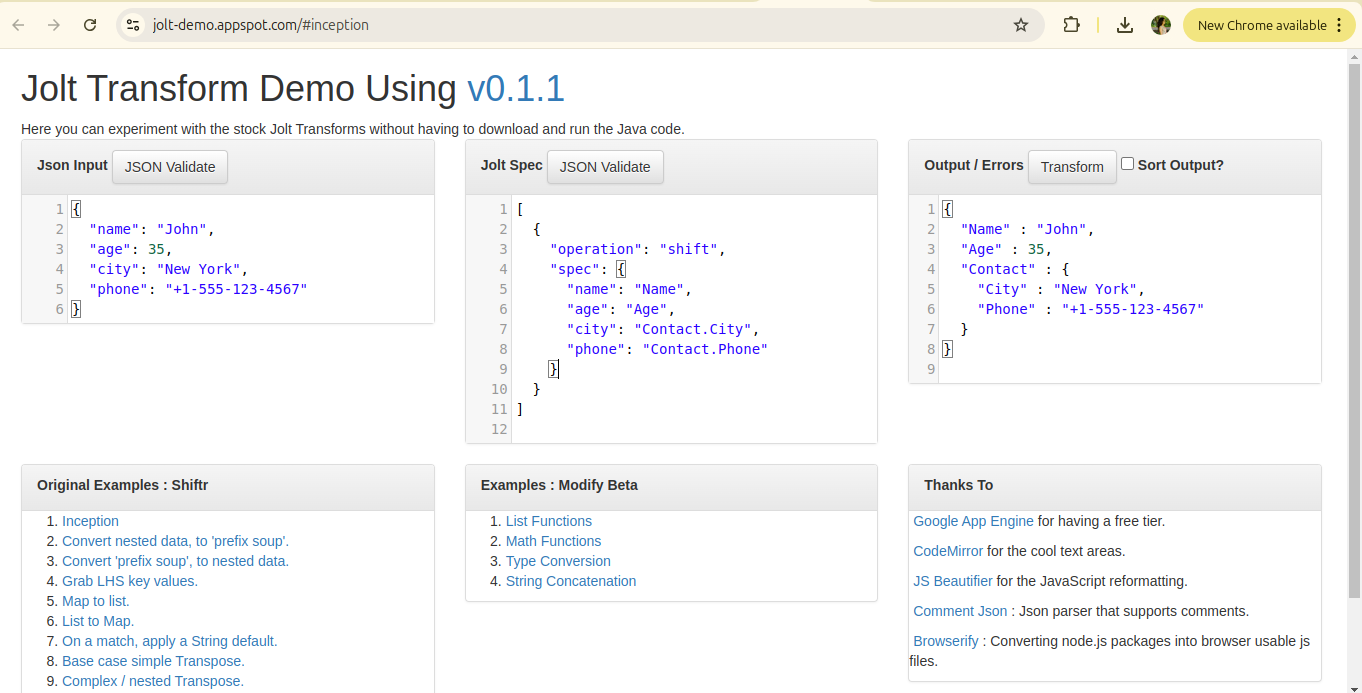 jolt-demo.appspot.com/#inception
New Chrome available
Jolt Transform Demo Using v0.1.1
Here you can experiment with the stock Jolt Transforms without having to download and run the Java code.
Json Input JSON Validate
1 {
2   "name": "John",
3   "age": 35,
4   "city": "New York",
5   "phone": "+1-555-123-4567"
6 }
Jolt Spec JSON Validate
1 [
2   {
3     "operation": "shift",
4     "spec": {
5       "name": "Name",
6       "age": "Age",
7       "city": "Contact.City",
8       "phone": "Contact.Phone"
9     }
10   }
11 ]
12
Output / Errors Transform Sort Output?
1 {
2   "Name" : "John",
3   "Age" : 35,
4   "Contact" : {
5     "City" : "New York",
6     "Phone" : "+1-555-123-4567"
7   }
8 }
9
Original Examples : Shiftr
1. Inception
2. Convert nested data, to 'prefix soup'.
3. Convert 'prefix soup', to nested data.
4. Grab LHS key values.
5. Map to list.
6. List to Map.
7. On a match, apply a String default.
8. Base case simple Transpose.
9. Complex / nested Transpose.
Examples : Modify Beta
1. List Functions
2. Math Functions
3. Type Conversion
4. String Concatenation
Thanks To
Google App Engine for having a free tier.
CodeMirror for the cool text areas.
JS Beautifier for the JavaScript reformatting.
Comment Json : Json parser that supports comments.
Browserify : Converting node.js packages into browser usable js
files.